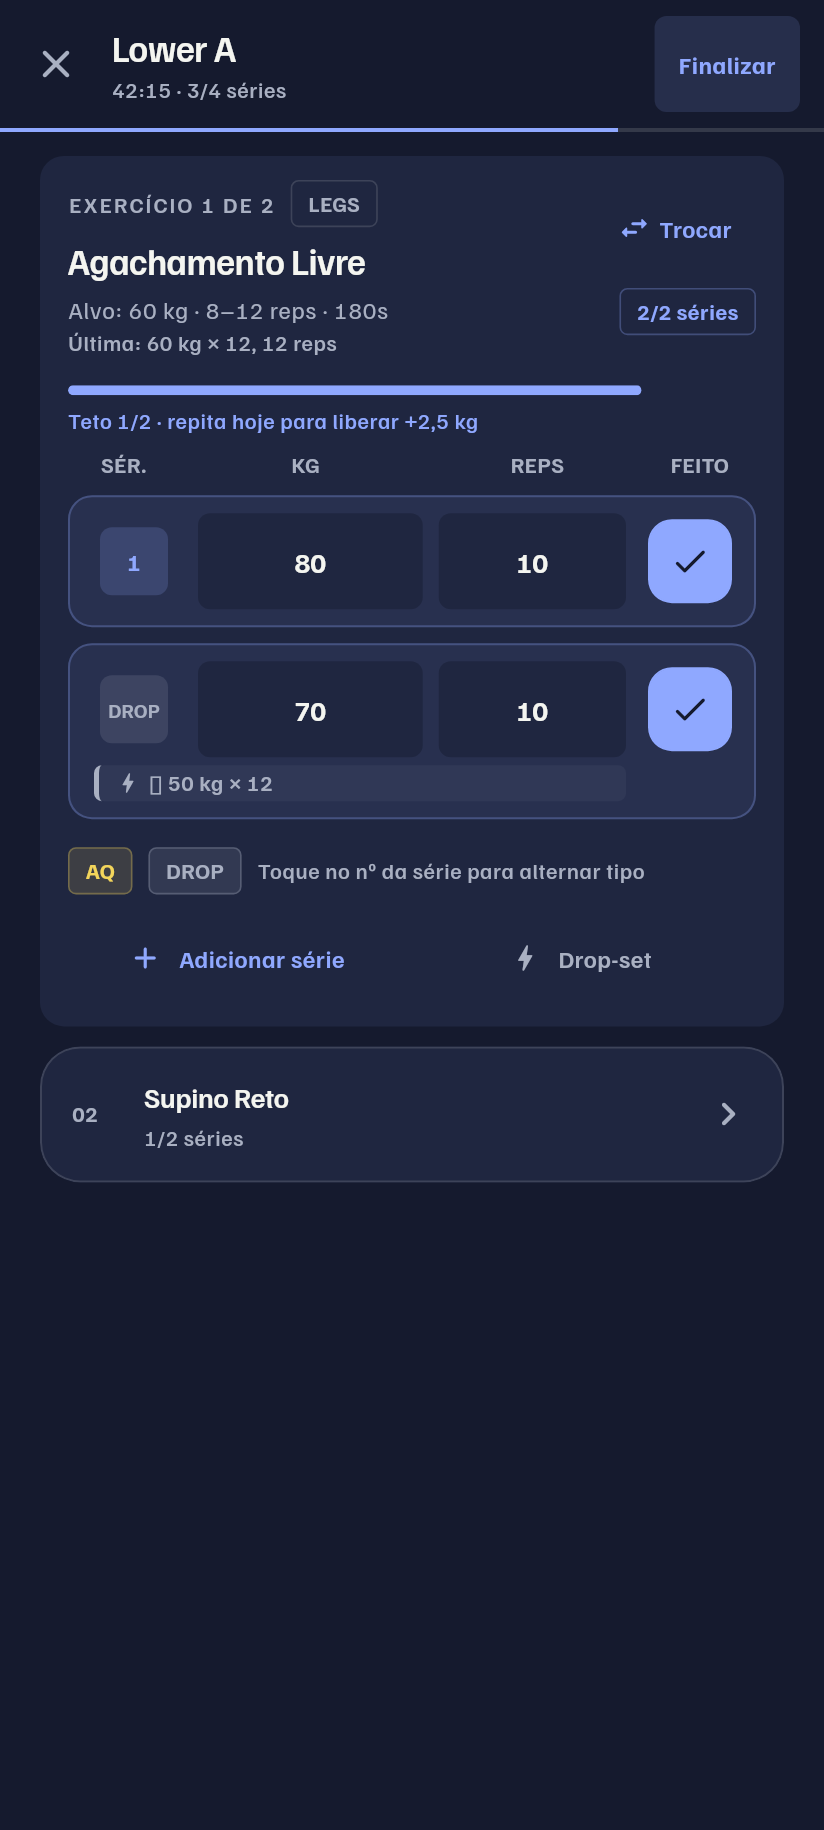 Lower A
42:15 · 3/4 séries
Finalizar
EXERCÍCIO 1 DE 2
LEGS
Trocar
Agachamento Livre
Alvo: 60 kg · 8–12 reps · 180s
2/2 séries
Última: 60 kg × 12, 12 reps
Teto 1/2 · repita hoje para liberar +2,5 kg
SÉR. KG REPS FEITO
1 80 10
DROP 70 10
50 kg × 12
AQ DROP Toque no nº da série para alternar tipo
Adicionar série
Drop-set
02
Supino Reto
1/2 séries